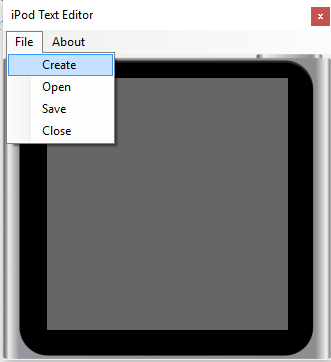 iPod Text Editor
File About
Create
Open
Save
Close